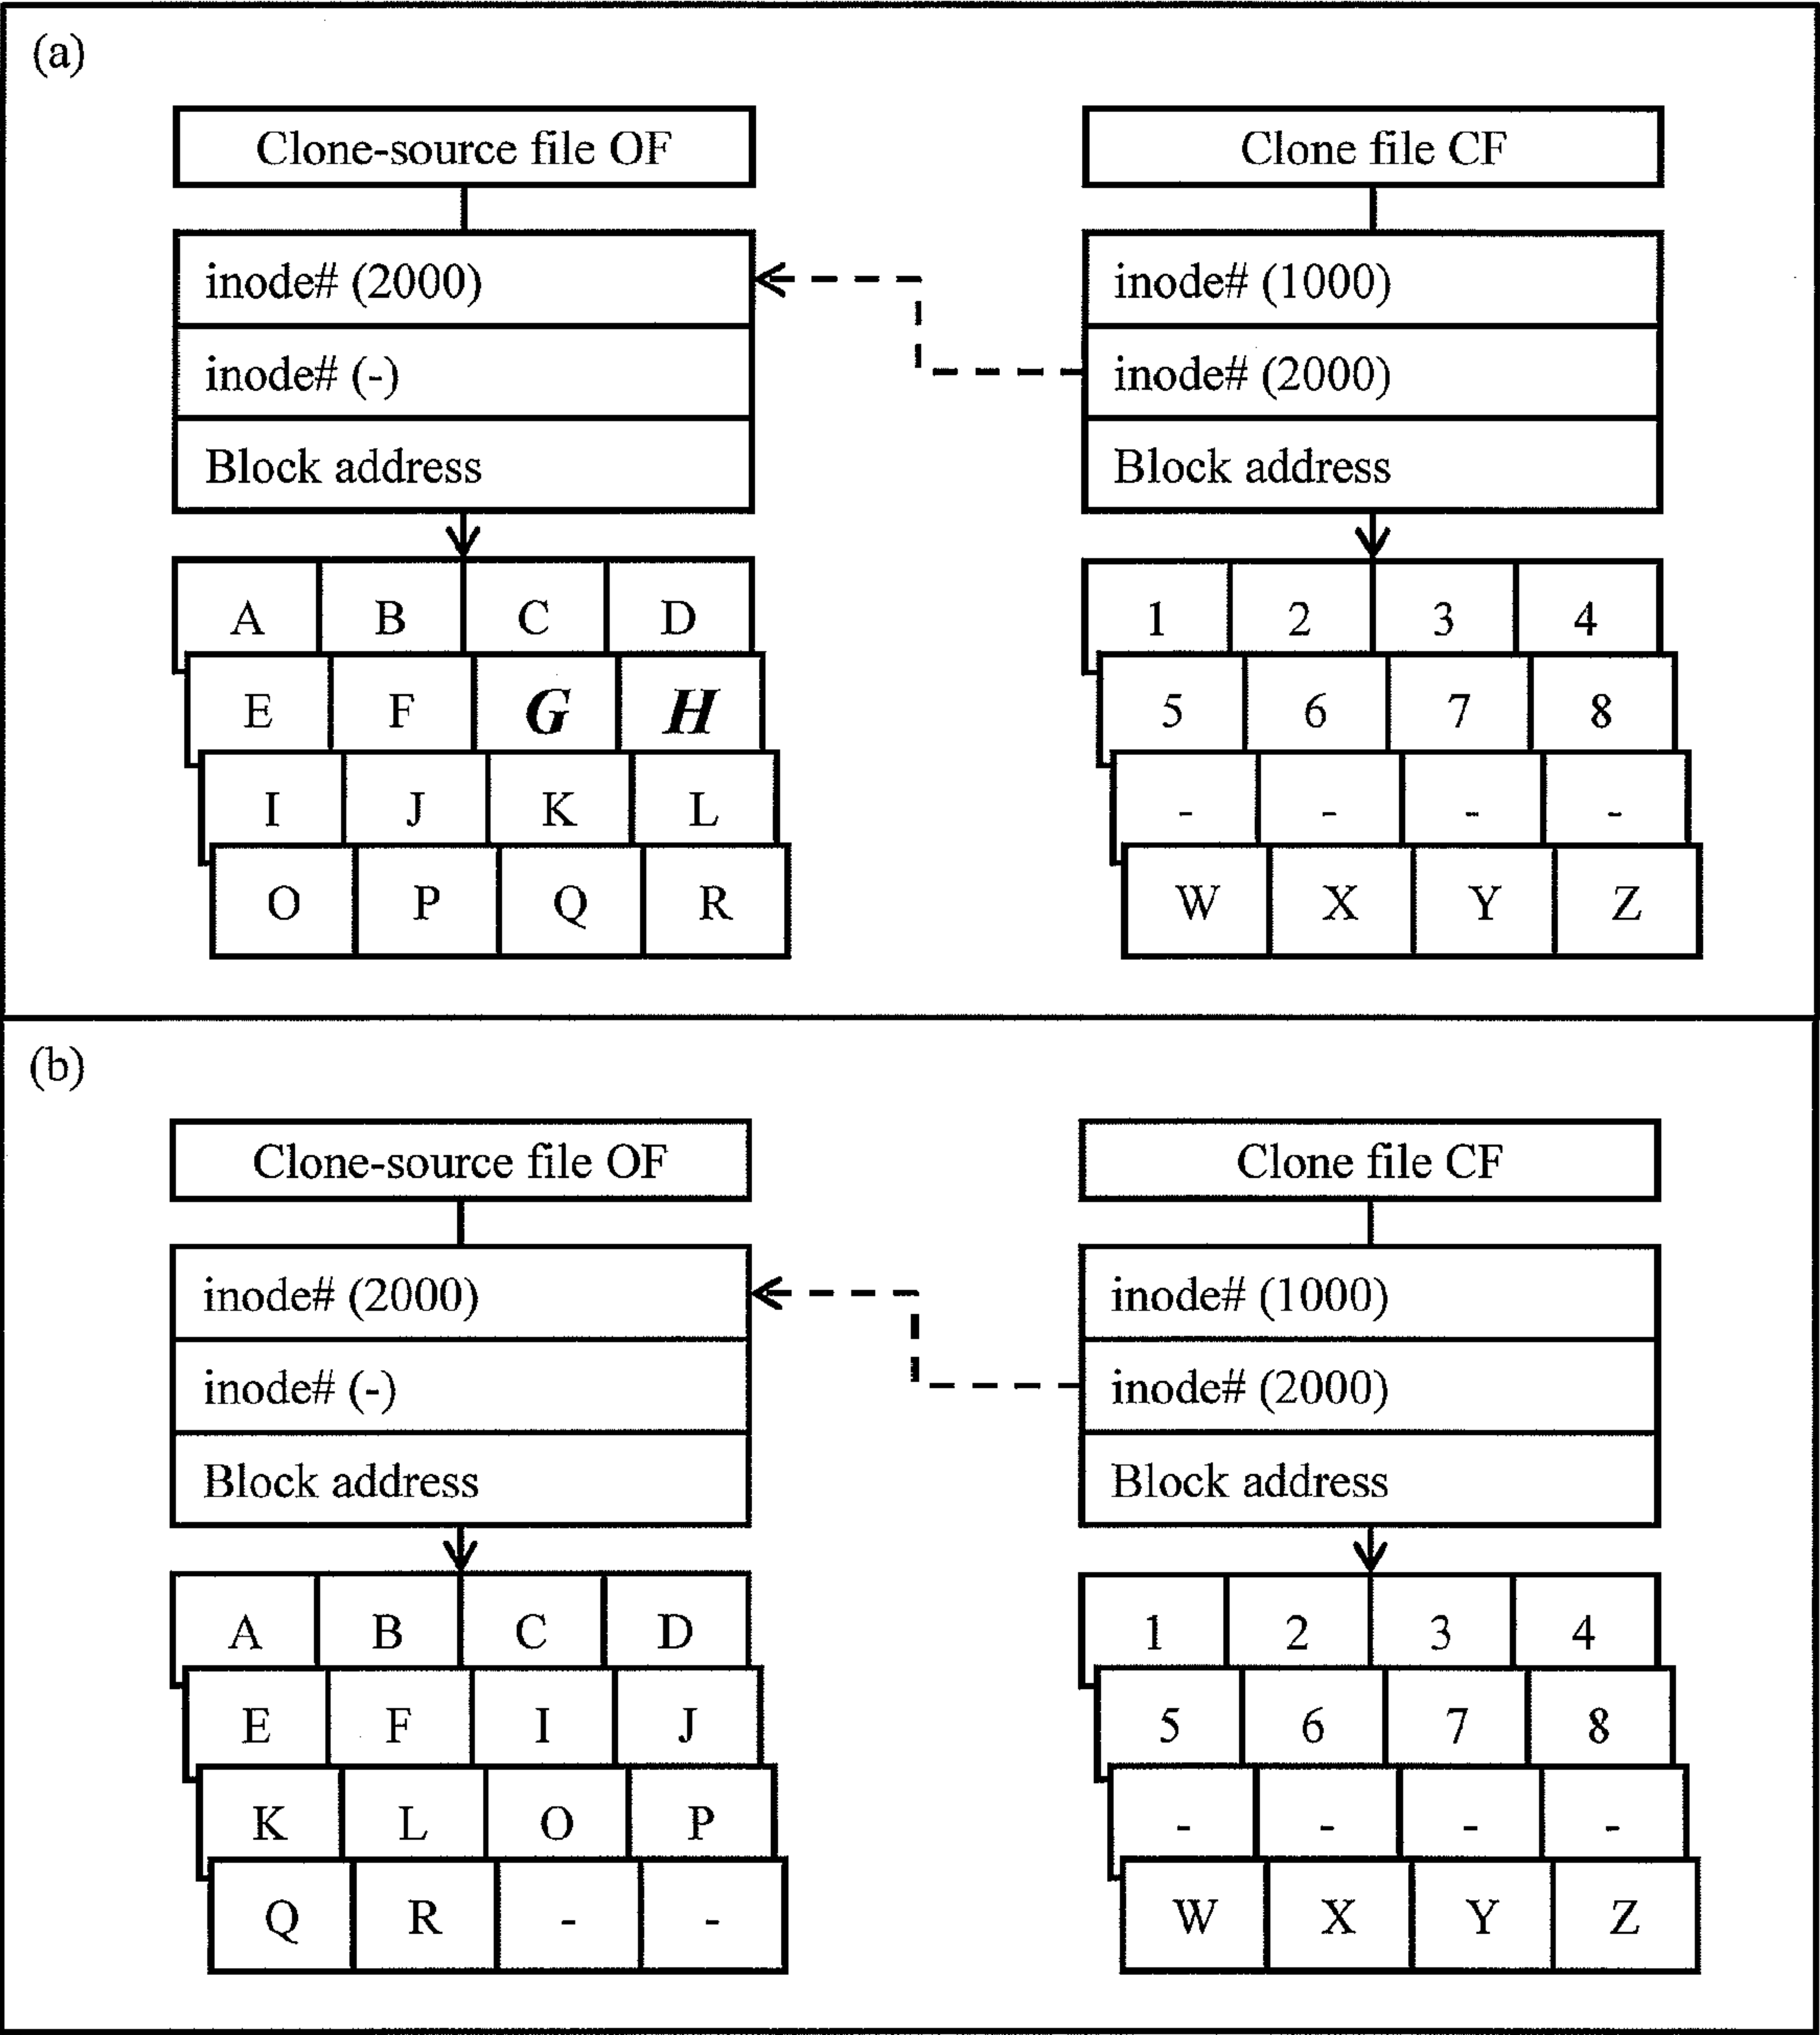 (a)
Clone-source file OF
Clone file CF
inode# (2000)
inode# (1000)
inode# (-)
inode# (2000)
Block address
Block address
A B C D
1 2 3 4
E F G H
5 6 7 8
I J K L
- - - -
O P Q R
W X Y Z
(b)
Clone-source file OF
Clone file CF
inode# (2000)
inode# (1000)
inode# (-)
inode# (2000)
Block address
Block address
A B C D
1 2 3 4
E F I J
5 6 7 8
K L O P
- - - -
Q R - -
W X Y Z